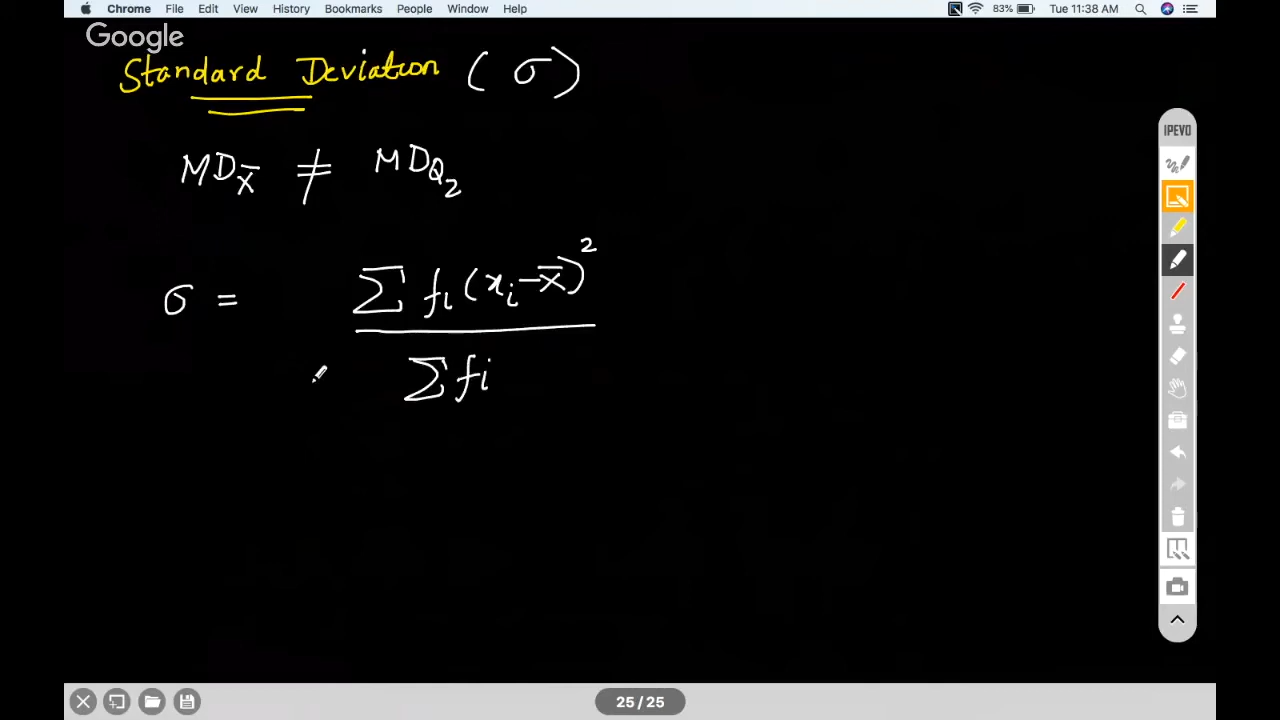 Chrome File Edit View History Bookmarks People Window Help 83% Tue 11:38 AM
Google
Standard Deviation (σ)
MDx̄ ≠ MDQ₂
σ = Σ fi (xi – x̄)²
Σ fi
IPEVO
25 / 25